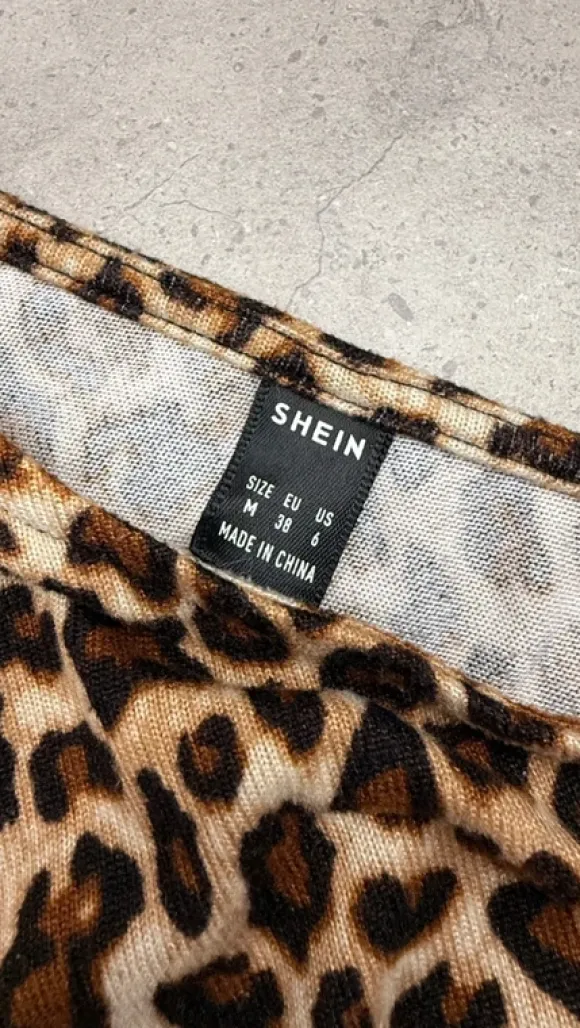 SHEIN
SIZE EU US
M 38 6
MADE IN CHINA